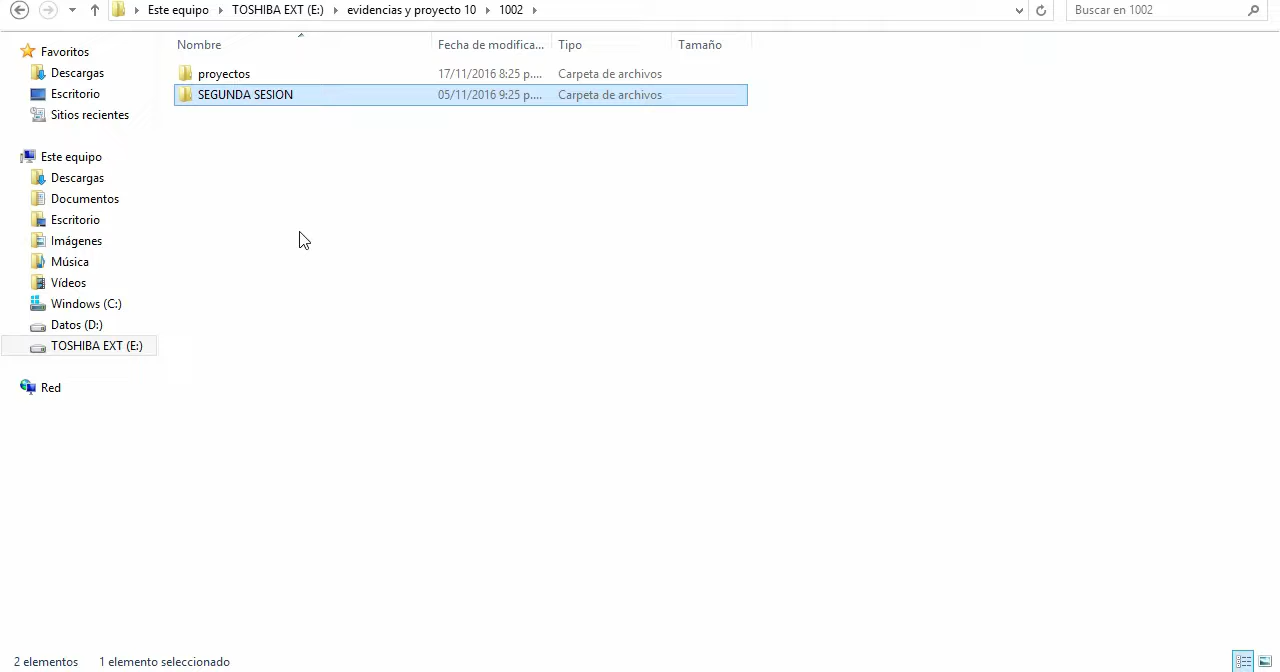 Este equipo TOSHIBA EXT (E:) evidencias y proyecto 10 1002 Buscar en 1002
Favoritos
Descargas
Escritorio
Sitios recientes
Este equipo
Descargas
Documentos
Escritorio
Imágenes
Música
Vídeos
Windows (C:)
Datos (D:)
TOSHIBA EXT (E:)
Red
Nombre Fecha de modifica... Tipo Tamaño
proyectos 17/11/2016 8:25 p.... Carpeta de archivos
SEGUNDA SESION 05/11/2016 9:25 p.... Carpeta de archivos
2 elementos 1 elemento seleccionado